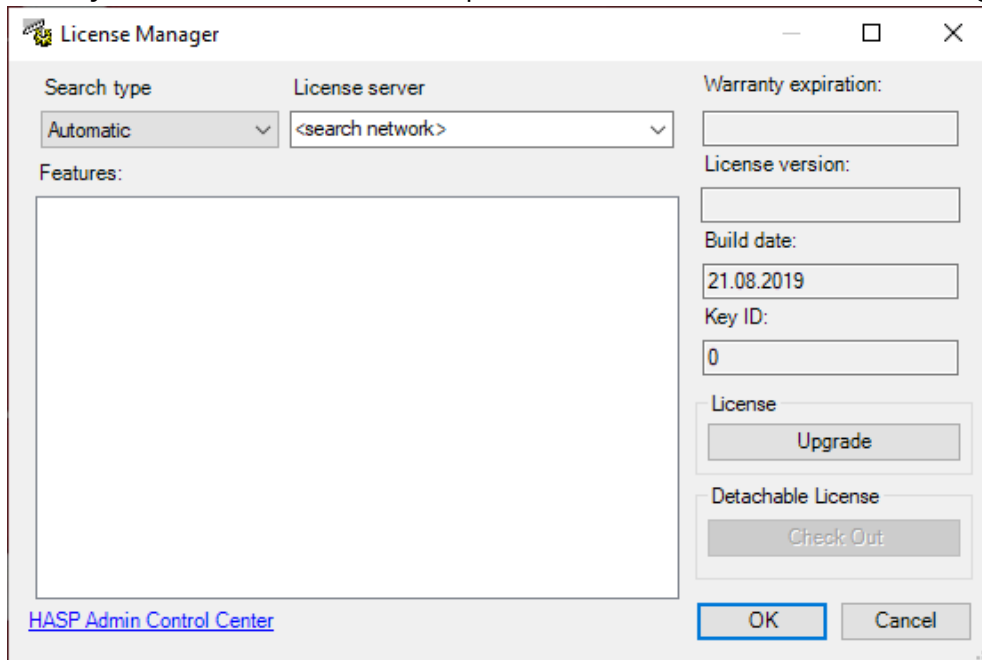 License Manager
Search type
License server
Warranty expiration:
Automatic
<search network>
Features:
License version:
Build date:
21.08.2019
Key ID:
0
License
Upgrade
Detachable License
Check Out
HASP Admin Control Center
OK
Cancel